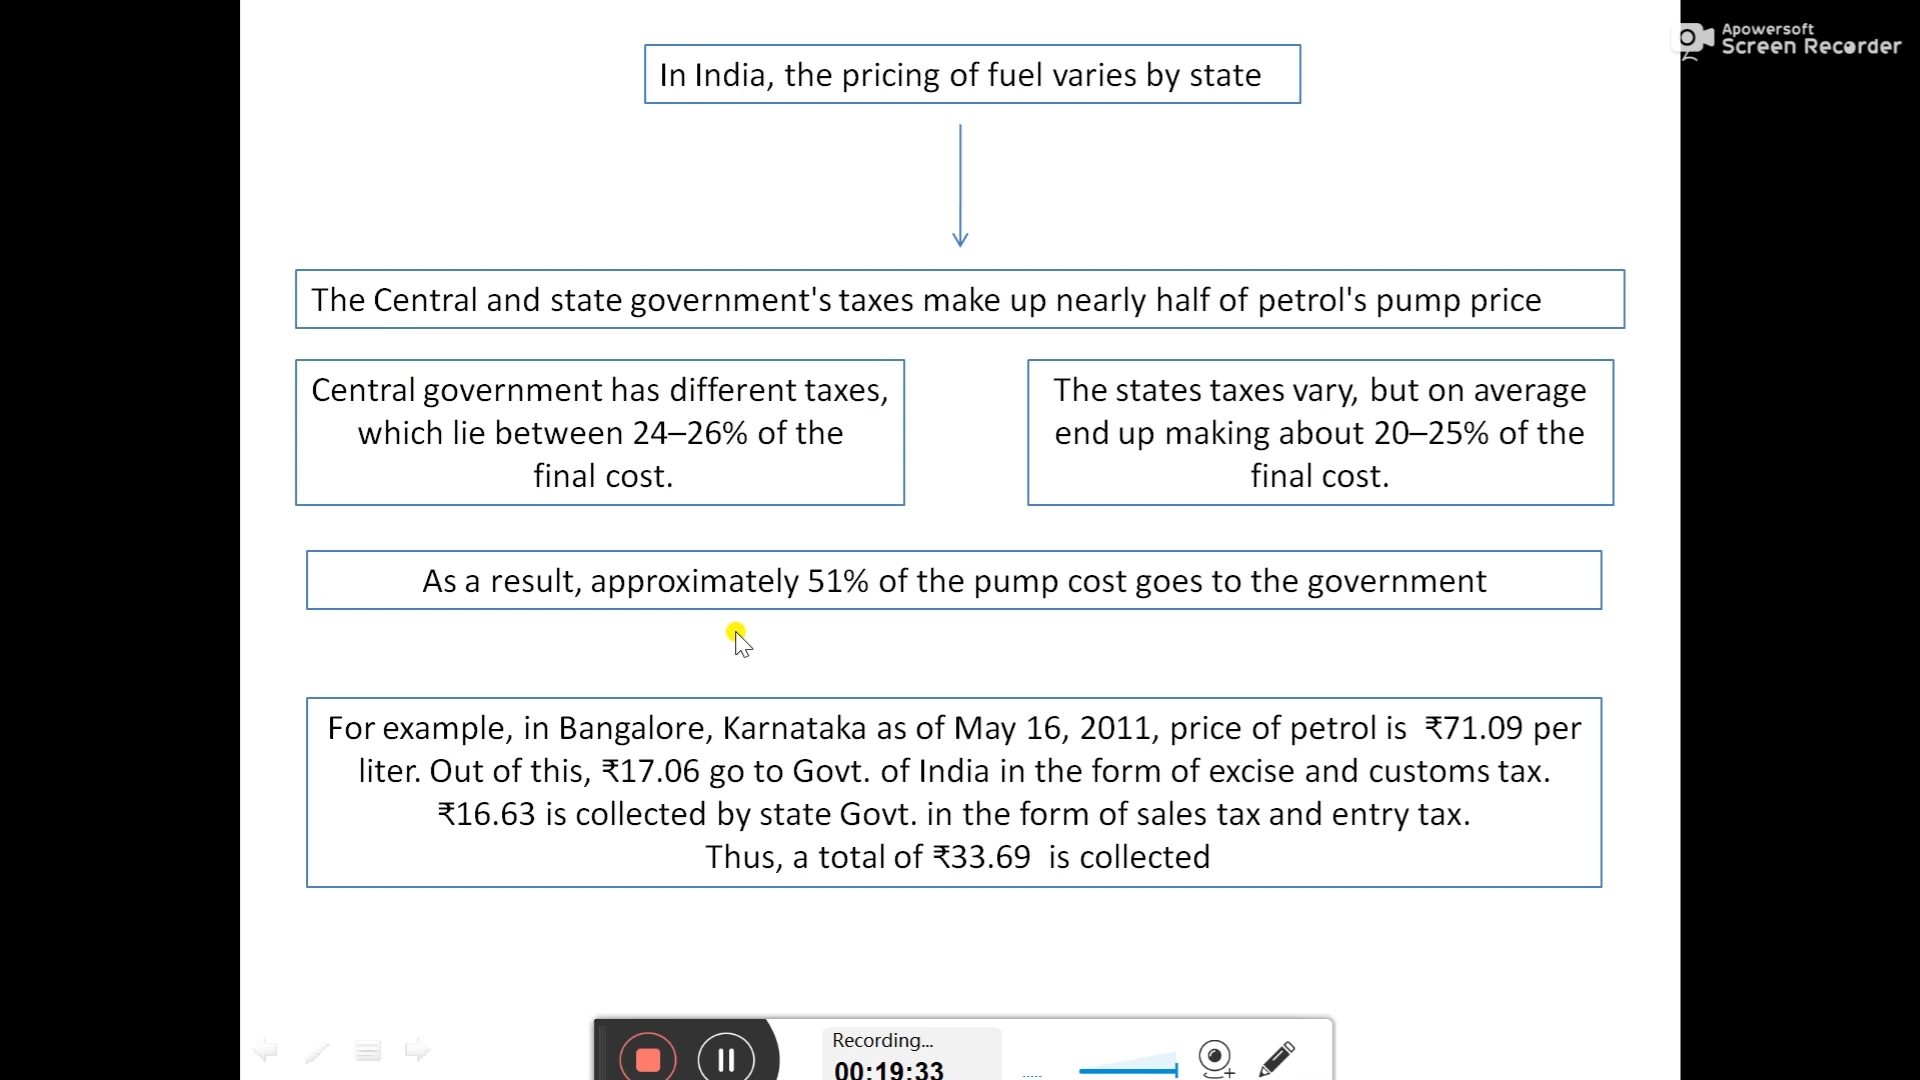 Apowersoft
Screen Recorder
In India, the pricing of fuel varies by state
The Central and state government's taxes make up nearly half of petrol's pump price
Central government has different taxes,
which lie between 24–26% of the
final cost.
The states taxes vary, but on average
end up making about 20–25% of the
final cost.
As a result, approximately 51% of the pump cost goes to the government
For example, in Bangalore, Karnataka as of May 16, 2011, price of petrol is ₹71.09 per
liter. Out of this, ₹17.06 go to Govt. of India in the form of excise and customs tax.
₹16.63 is collected by state Govt. in the form of sales tax and entry tax.
Thus, a total of ₹33.69 is collected
Recording...
00:19:33